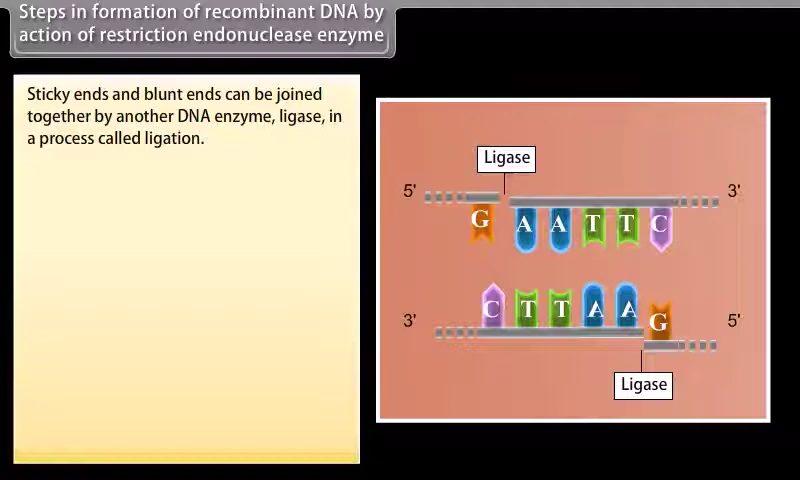 Steps in formation of recombinant DNA by
action of restriction endonuclease enzyme
Sticky ends and blunt ends can be joined
together by another DNA enzyme, ligase, in
a process called ligation.
Ligase
5' 3'
G A A T T C
C T T A A G
3' 5'
Ligase